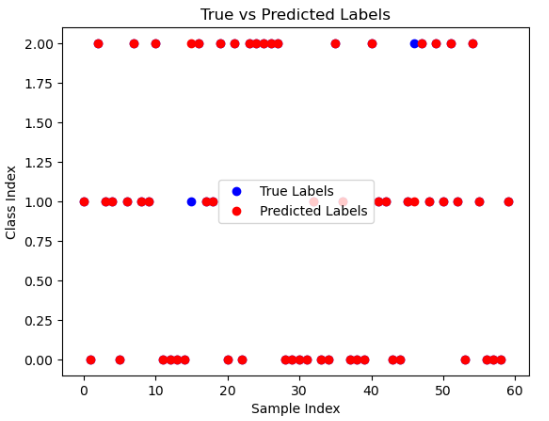 True vs Predicted Labels
2.00
1.75
1.50
1.25
1.00
0.75
0.50
0.25
0.00
Class Index
True Labels
Predicted Labels
0 10 20 30 40 50 60
Sample Index